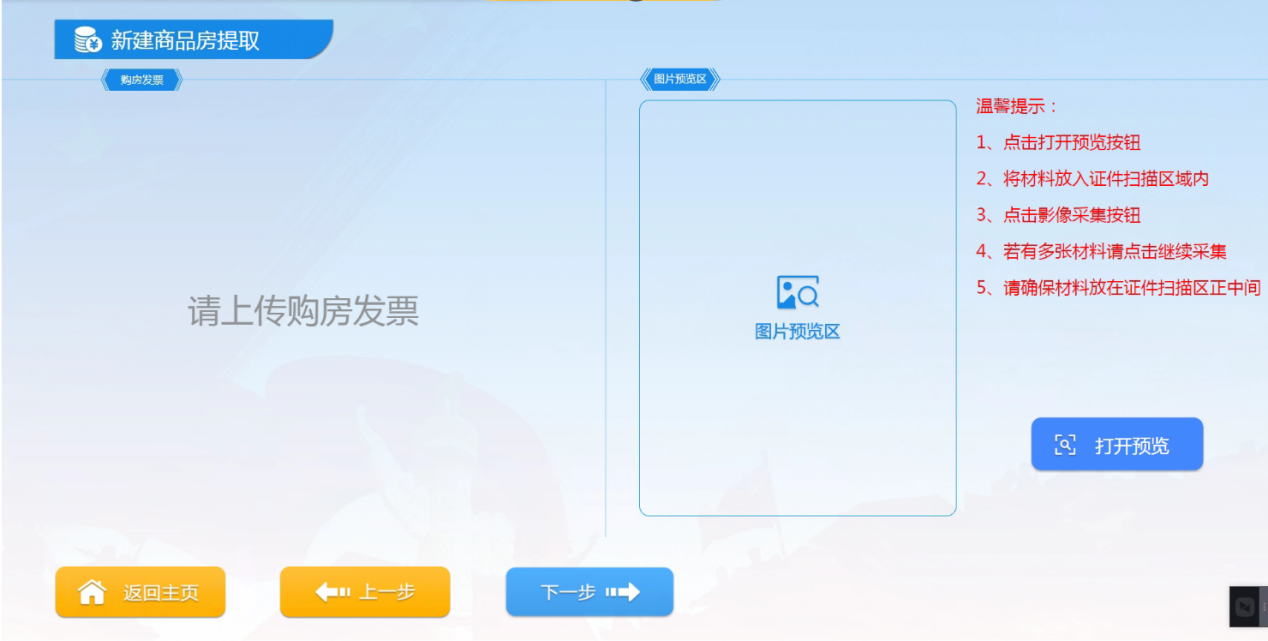 新建商品房提取
购房发票
请上传购房发票
图片预览区
图片预览区
温馨提示：
1、点击打开预览按钮
2、将材料放入证件扫描区域内
3、点击影像采集按钮
4、若有多张材料请点击继续采集
5、请确保材料放在证件扫描区正中间
打开预览
返回主页
上一步
下一步